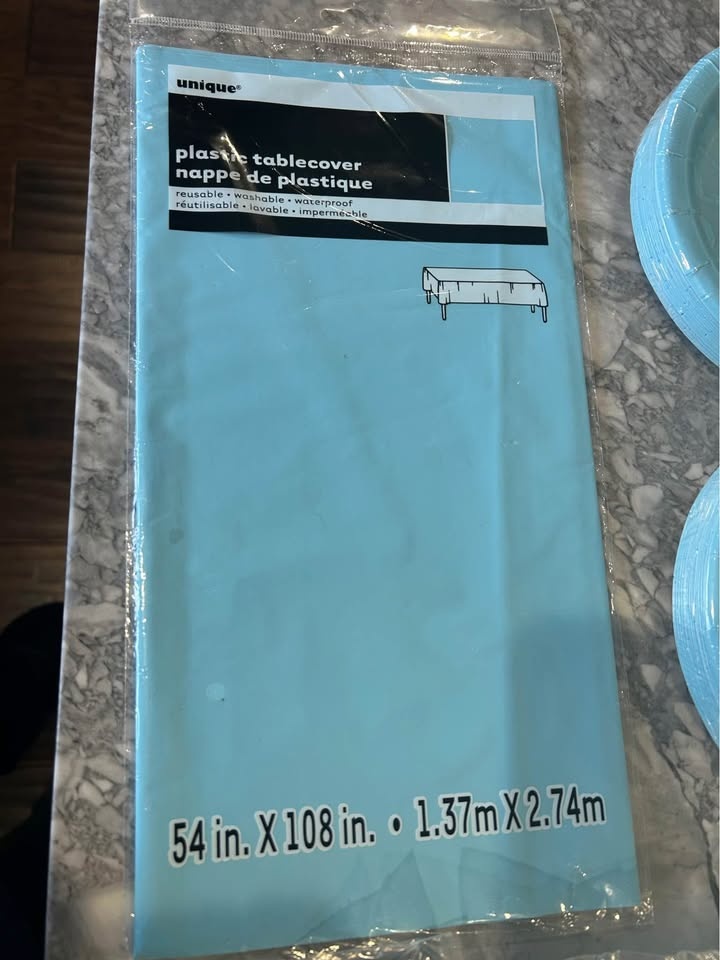 unique®
plastic tablecover
nappe de plastique
reusable • washable • waterproof
réutilisable • lavable • imperméable
54 in. X 108 in. • 1.37m X 2.74m